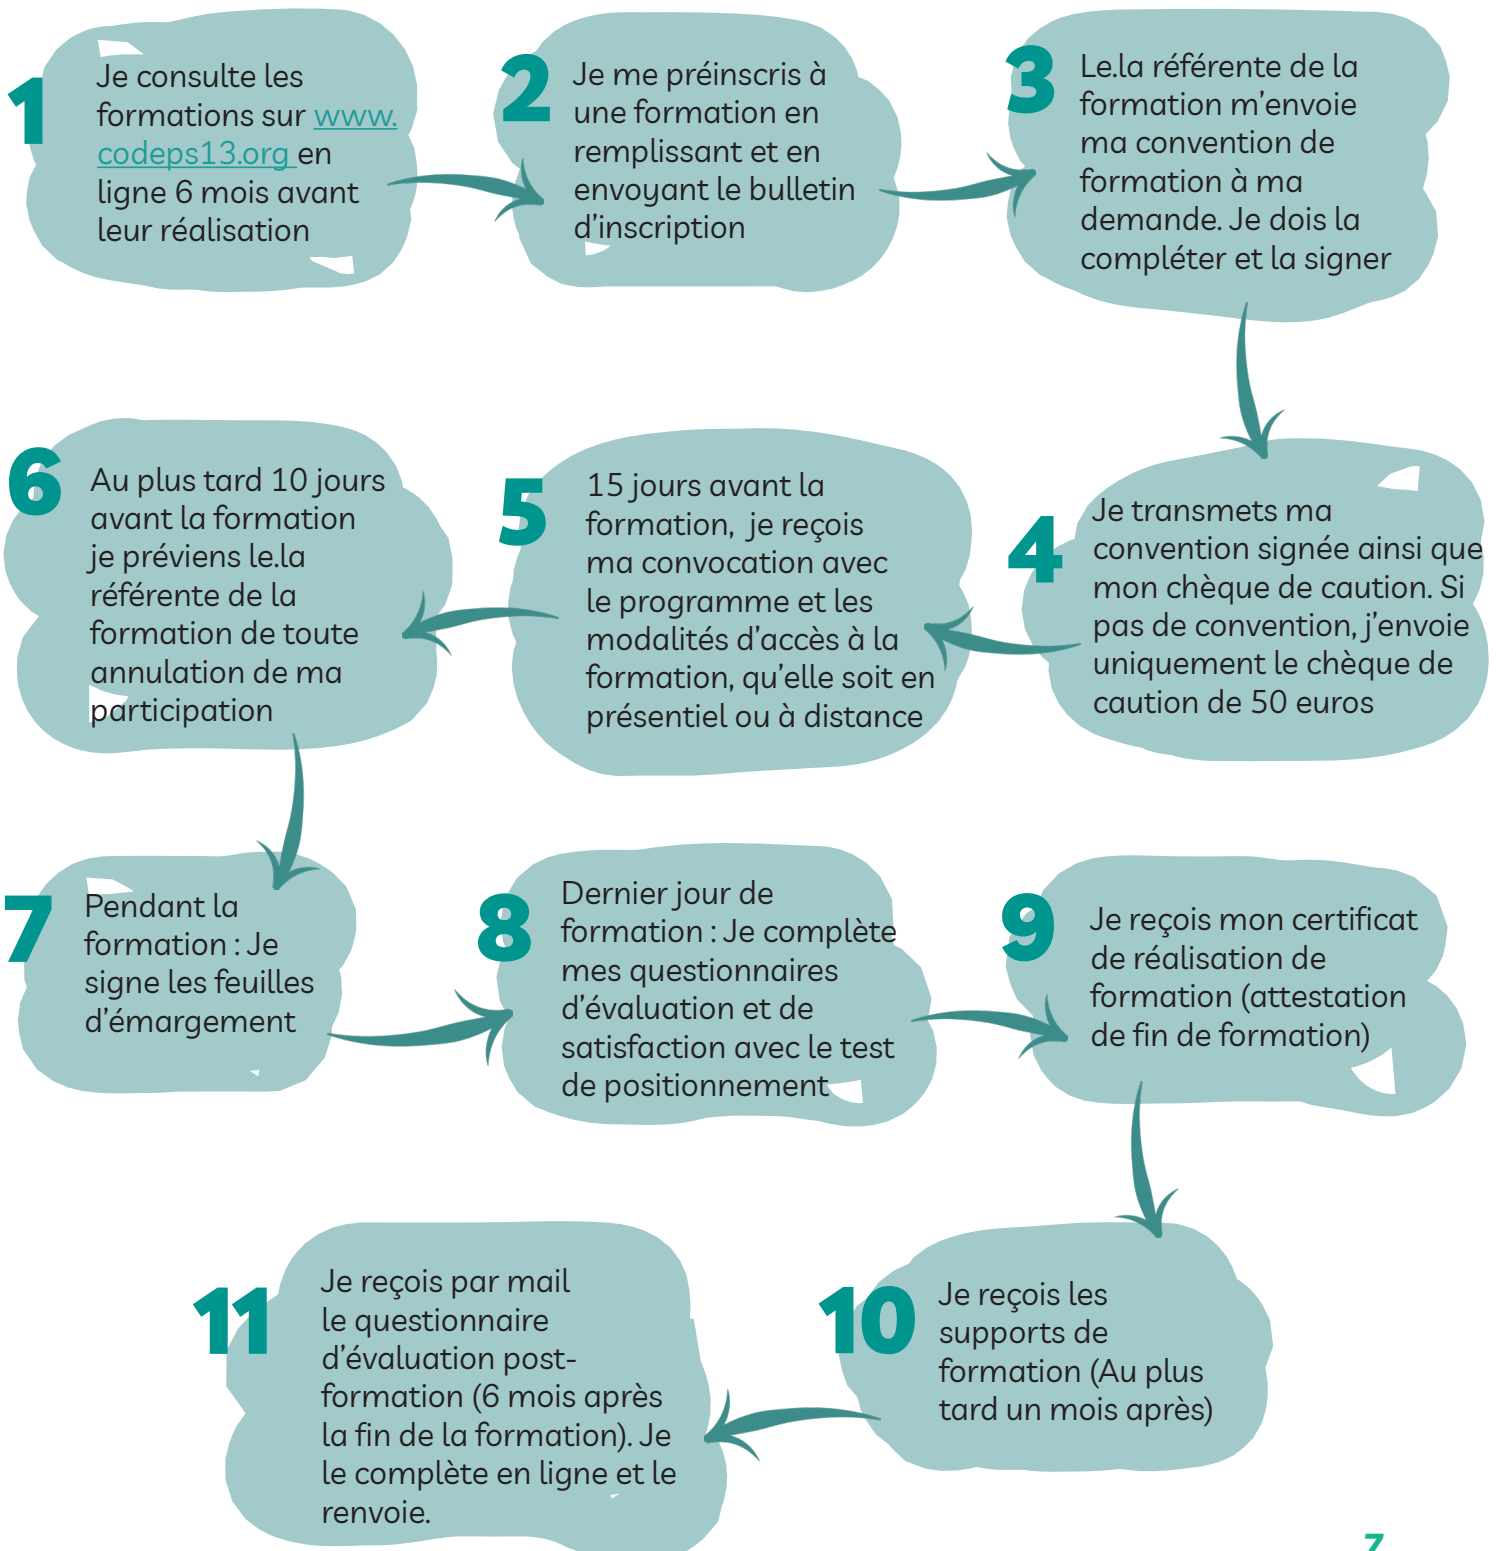 1
Je consulte les
formations sur www.
codeps13.org en
ligne 6 mois avant
leur réalisation
2
Je me préinscris à
une formation en
remplissant et en
envoyant le bulletin
d’inscription
3
Le.la référente de la
formation m’envoie
ma convention de
formation à ma
demande. Je dois la
compléter et la signer
4
Je transmets ma
convention signée ainsi que
mon chèque de caution. Si
pas de convention, j’envoie
uniquement le chèque de
caution de 50 euros
5
15 jours avant la
formation, je reçois
ma convocation avec
le programme et les
modalités d’accès à la
formation, qu’elle soit en
présentiel ou à distance
6
Au plus tard 10 jours
avant la formation
je préviens le.la
référente de la
formation de toute
annulation de ma
participation
7
Pendant la
formation : Je
signe les feuilles
d’émargement
8
Dernier jour de
formation : Je complète
mes questionnaires
d’évaluation et de
satisfaction avec le test
de positionnement
9
Je reçois mon certificat
de réalisation de
formation (attestation
de fin de formation)
10
Je reçois les
supports de
formation (Au plus
tard un mois après)
11
Je reçois par mail
le questionnaire
d’évaluation post-
formation (6 mois après
la fin de la formation). Je
le complète en ligne et le
renvoie.
7